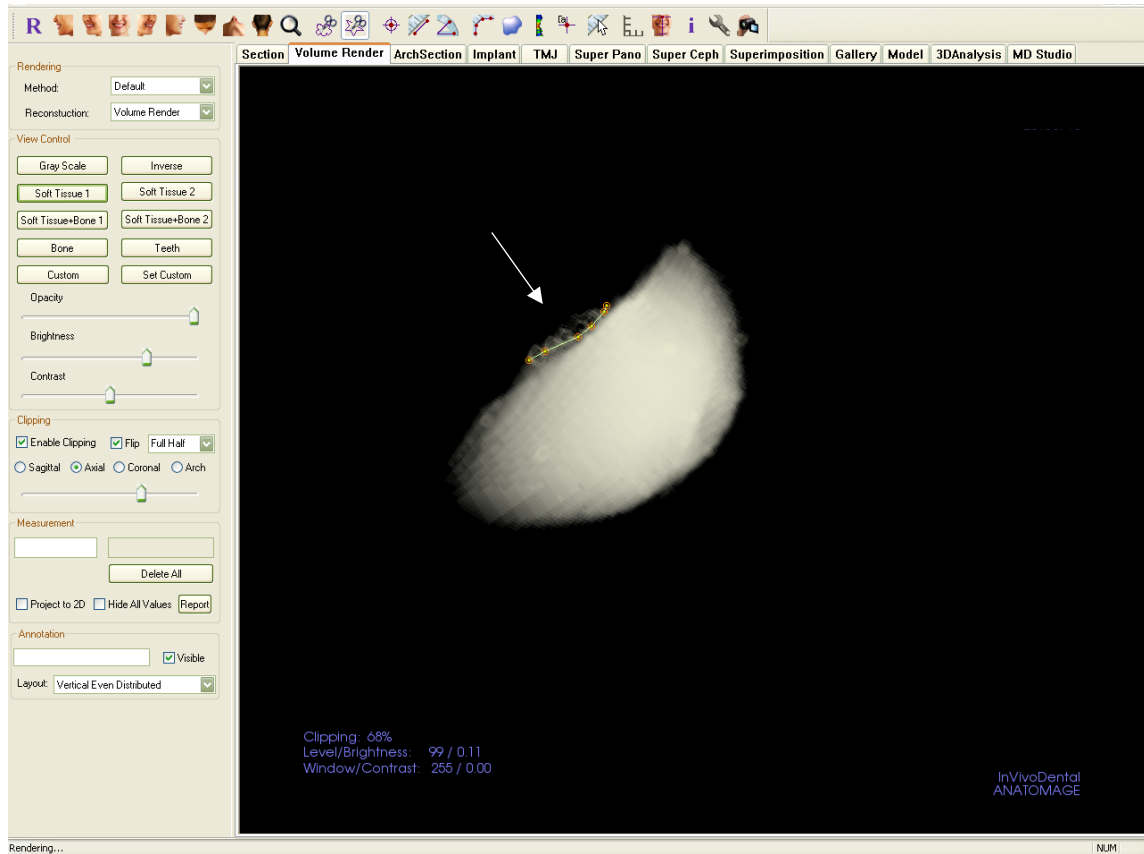 R
i
Section Volume Render ArchSection Implant TMJ Super Pano Super Ceph Superimposition Gallery Model 3DAnalysis MD Studio
Rendering
Method: Default
Reconstuction: Volume Render
View Control
Gray Scale Inverse
Soft Tissue 1 Soft Tissue 2
Soft Tissue+Bone 1 Soft Tissue+Bone 2
Bone Teeth
Custom Set Custom
Opacity
Brightness
Contrast
Clipping
Enable Clipping Flip Full Half
Sagittal Axial Coronal Arch
Measurement
Delete All
Project to 2D Hide All Values Report
Annotation
Visible
Layout: Vertical Even Distributed
Clipping: 68%
Level/Brightness: 99 / 0.11
Window/Contrast: 255 / 0.00
InVivoDental
ANATOMAGE
Rendering... NUM